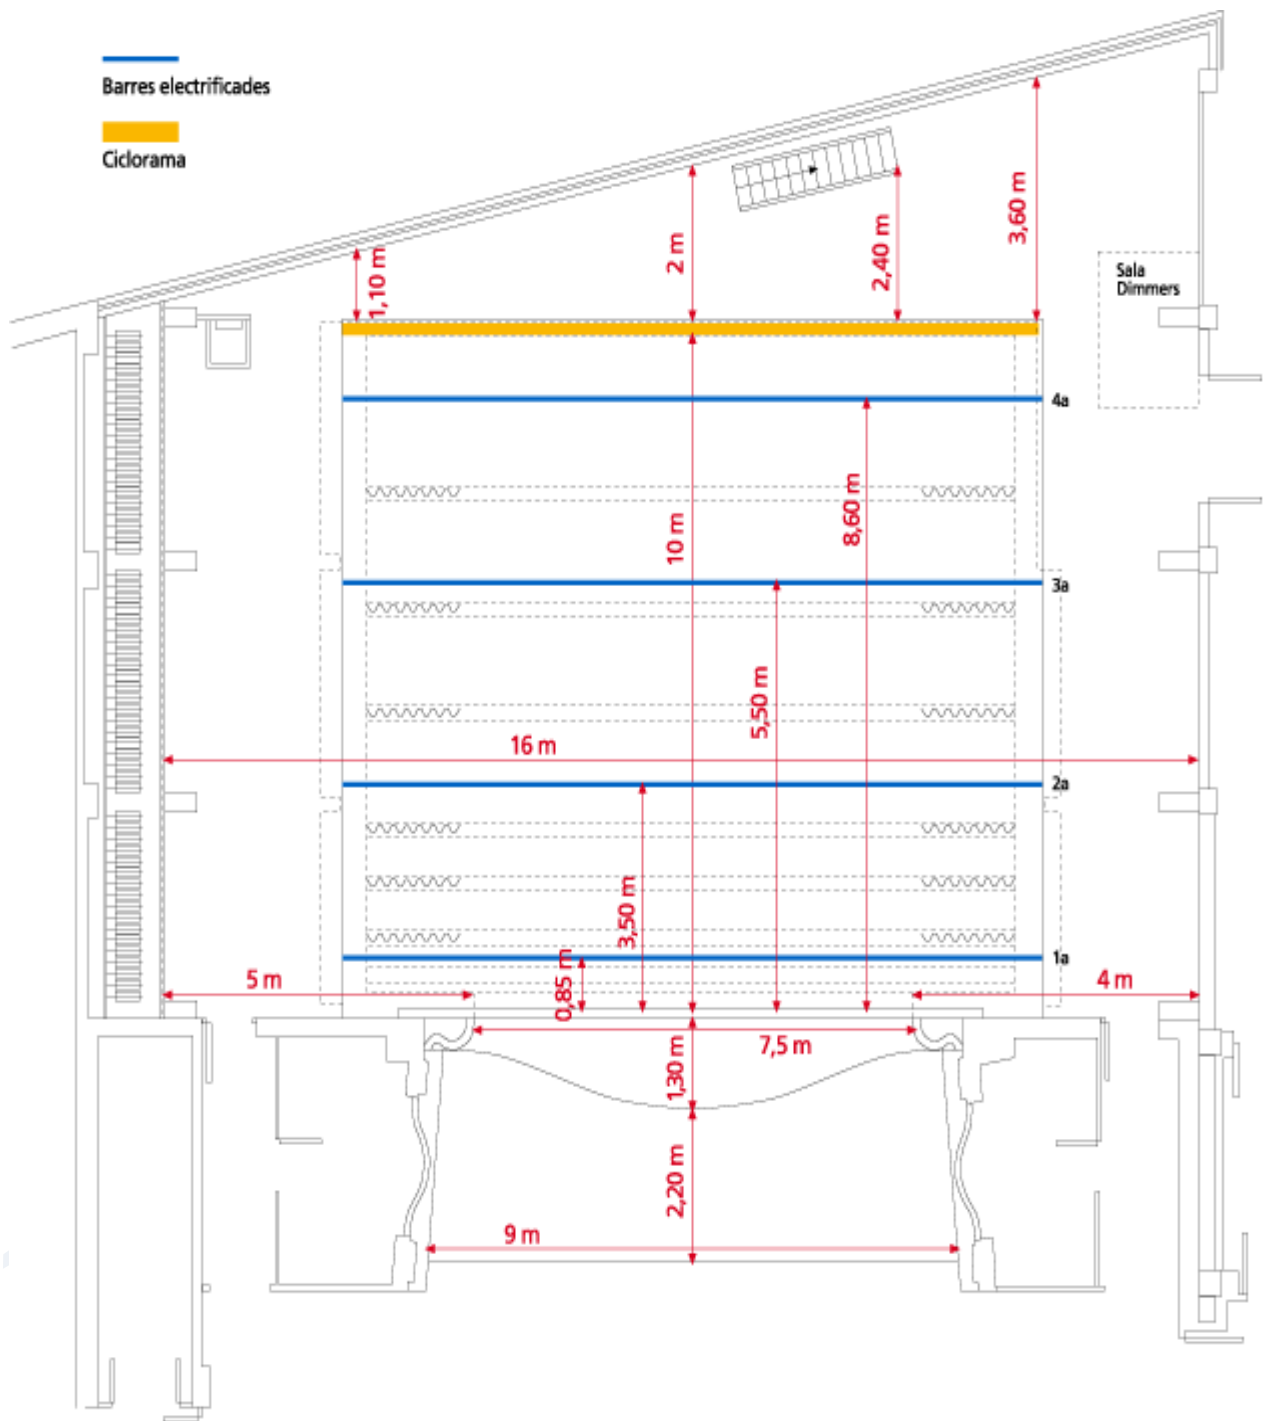 Barres electrificades
Ciclorama
3,60 m
2 m
2,40 m
1,10 m
Sala
Dimmers
4a
10 m
8,60 m
3a
5,50 m
16 m
2a
3,50 m
1a
0,85 m
5 m
4 m
7,5 m
1,30 m
2,20 m
9 m